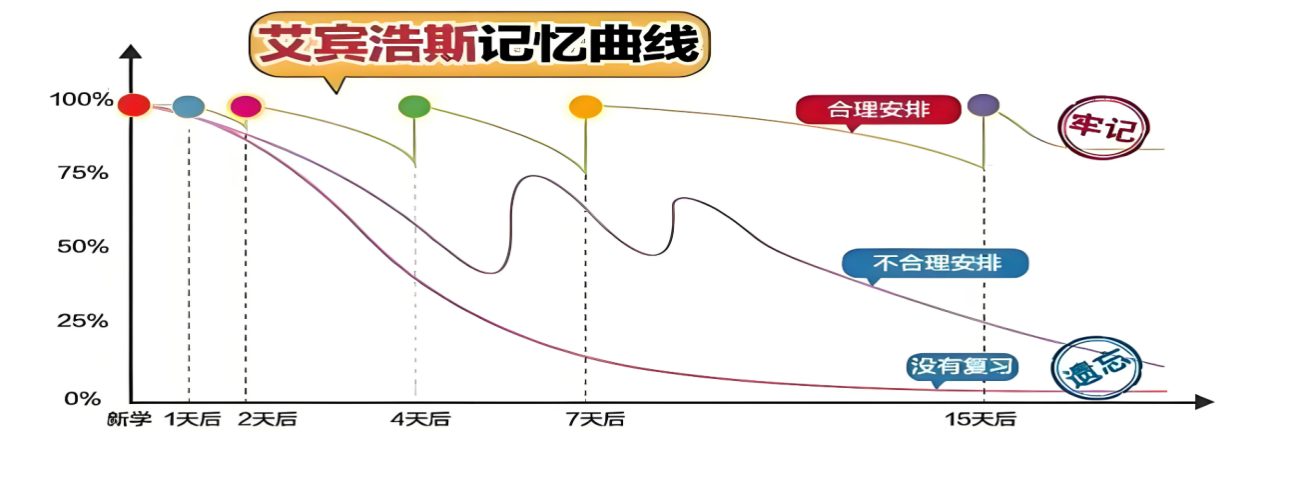 艾宾浩斯记忆曲线
100%
合理安排
牢记
75%
50%
不合理安排
25%
没有复习
遗忘
0%
新学 1天后 2天后 4天后 7天后 15天后